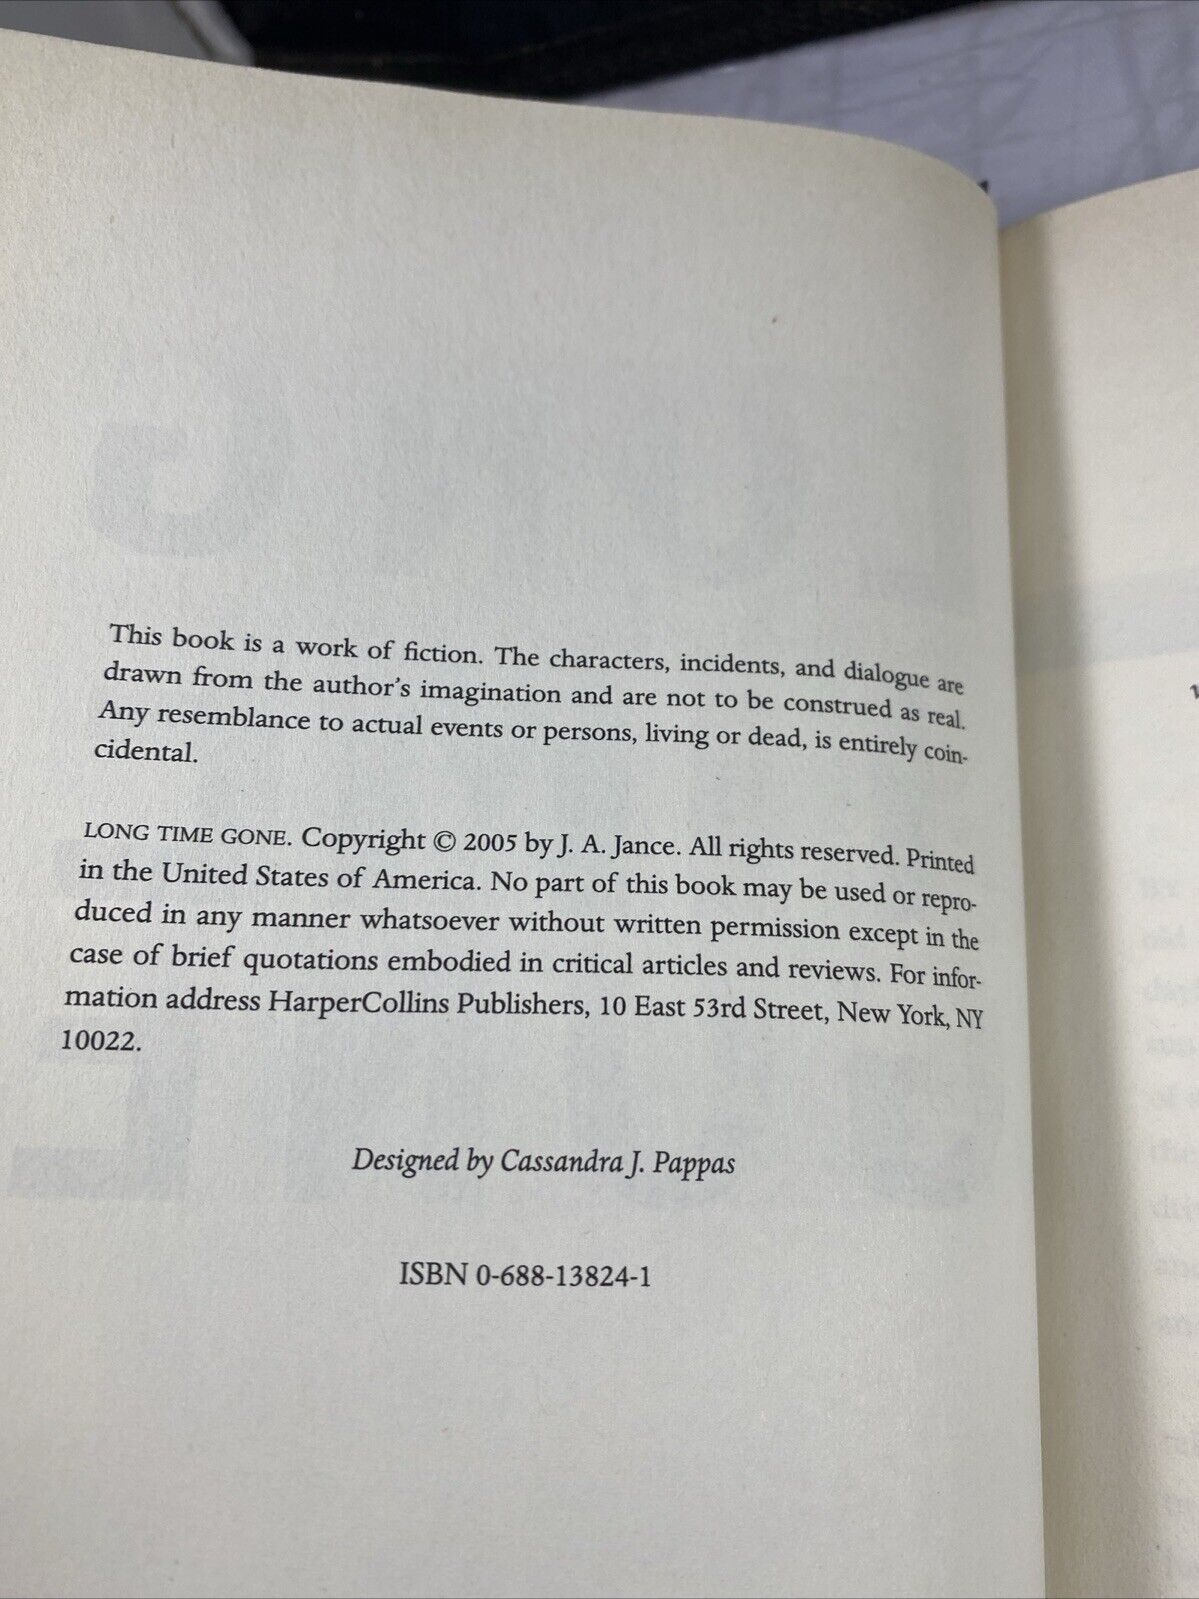 This book is a work of fiction. The characters, incidents, and dialogue are
drawn from the author's imagination and are not to be construed as real.
Any resemblance to actual events or persons, living or dead, is entirely coin-
cidental.
LONG TIME GONE. Copyright © 2005 by J. A. Jance. All rights reserved. Printed
in the United States of America. No part of this book may be used or repro-
duced in any manner whatsoever without written permission except in the
case of brief quotations embodied in critical articles and reviews. For infor-
mation address HarperCollins Publishers, 10 East 53rd Street, New York, NY
10022.
Designed by Cassandra J. Pappas
ISBN 0-688-13824-1